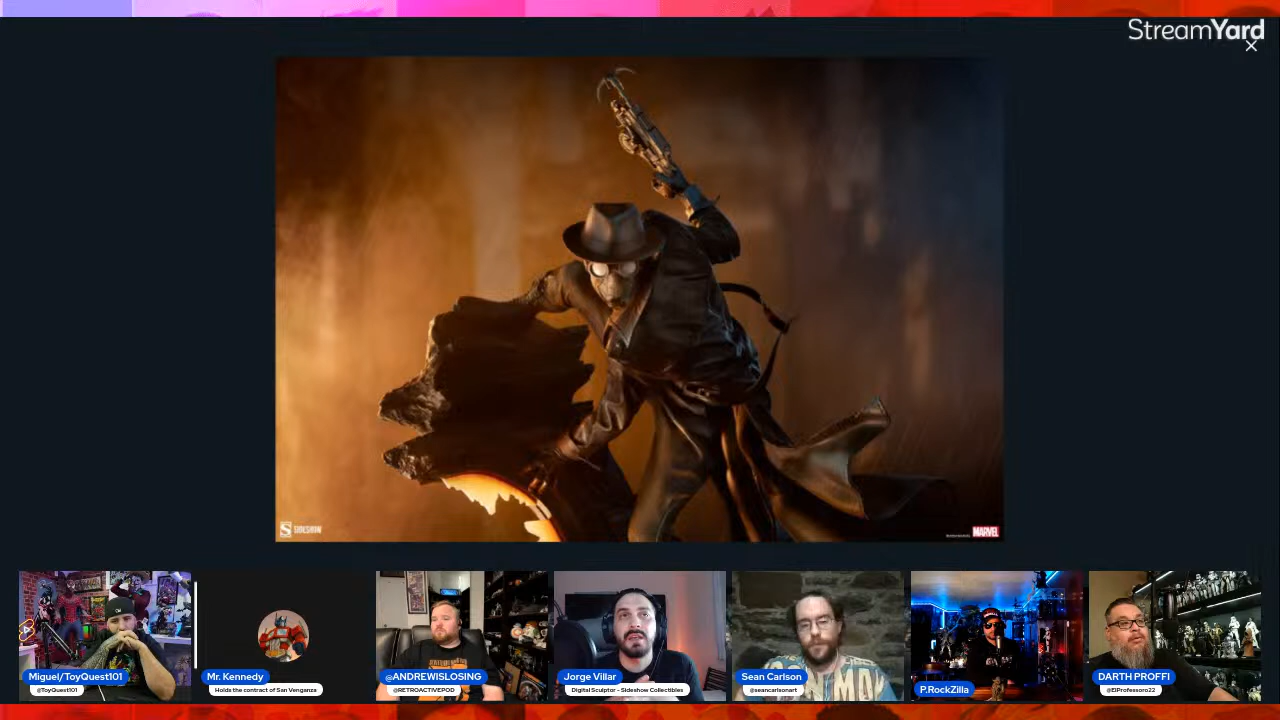 StreamYard
SIDESHOW
MARVEL
Miguel/ToyQuest101
@ToyQuest101
Mr. Kennedy
Holds the contract of San Venganza
@ANDREWISLOSING
@RETROACTIVEPOD
Jorge Villar
Digital Sculptor - Sideshow Collectibles
Sean Carlson
@seancarlsonart
P.RockZilla
DARTH PROFFI
@ElProfessoro22